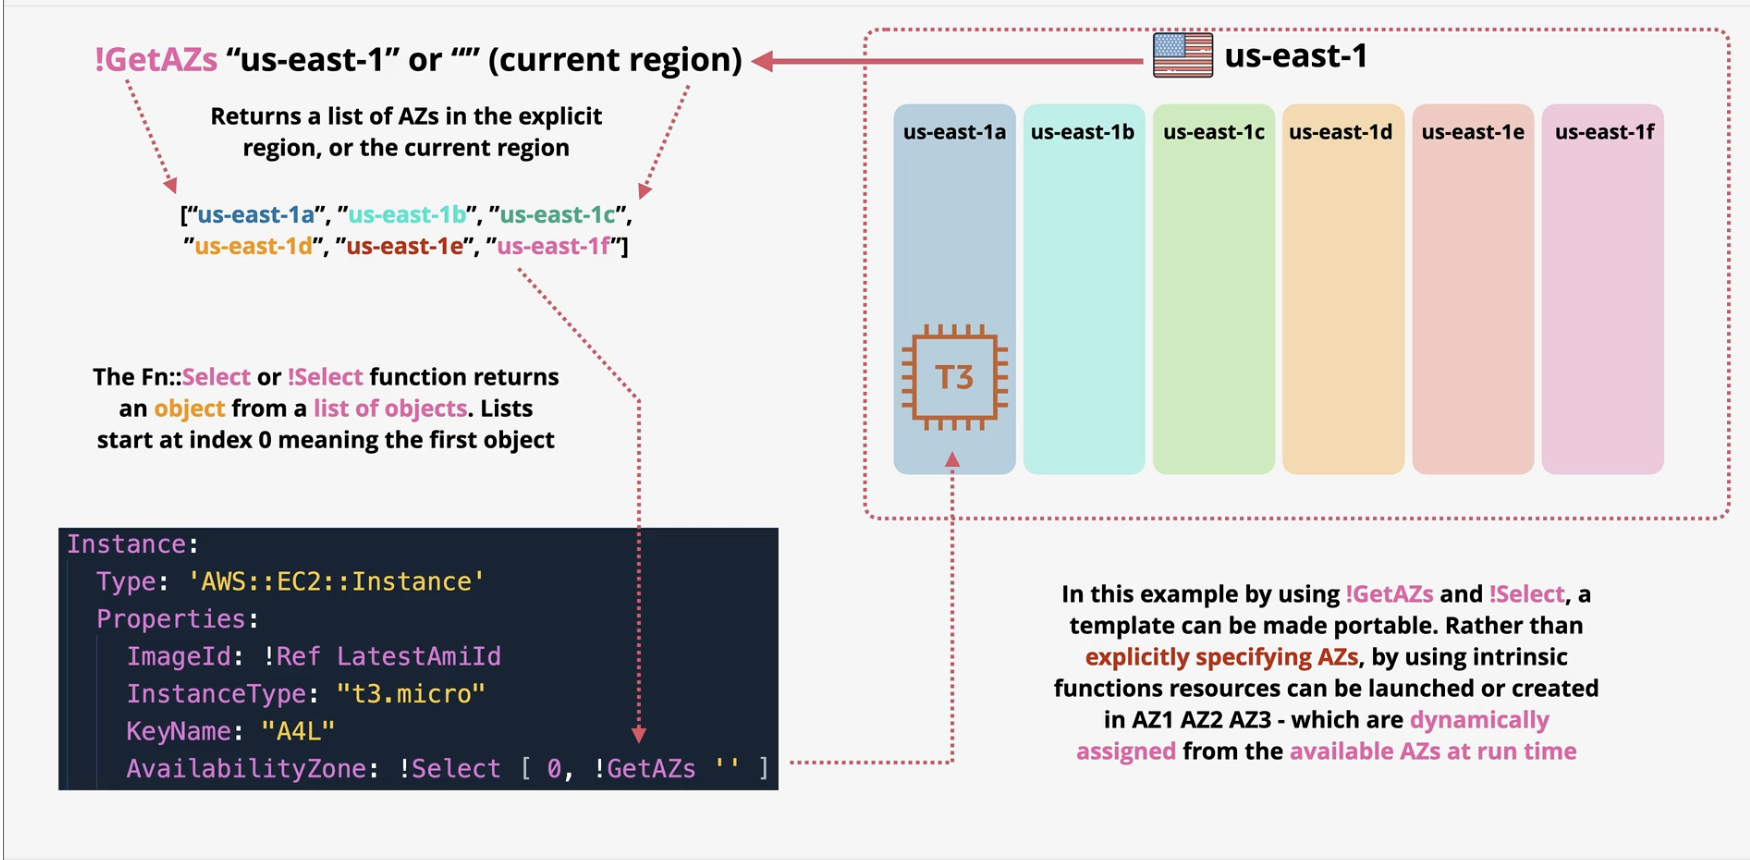 !GetAZs “us-east-1” or “” (current region)
Returns a list of AZs in the explicit
region, or the current region
[“us-east-1a”, ”us-east-1b”, ”us-east-1c”,
”us-east-1d”, ”us-east-1e”, ”us-east-1f”]
The Fn::Select or !Select function returns
an object from a list of objects. Lists
start at index 0 meaning the first object
Instance:
Type: 'AWS::EC2::Instance'
Properties:
ImageId: !Ref LatestAmiId
InstanceType: "t3.micro"
KeyName: "A4L"
AvailabilityZone: !Select [ 0, !GetAZs '' ]
us-east-1
us-east-1a us-east-1b us-east-1c us-east-1d us-east-1e us-east-1f
T3
In this example by using !GetAZs and !Select, a
template can be made portable. Rather than
explicitly specifying AZs, by using intrinsic
functions resources can be launched or created
in AZ1 AZ2 AZ3 - which are dynamically
assigned from the available AZs at run time